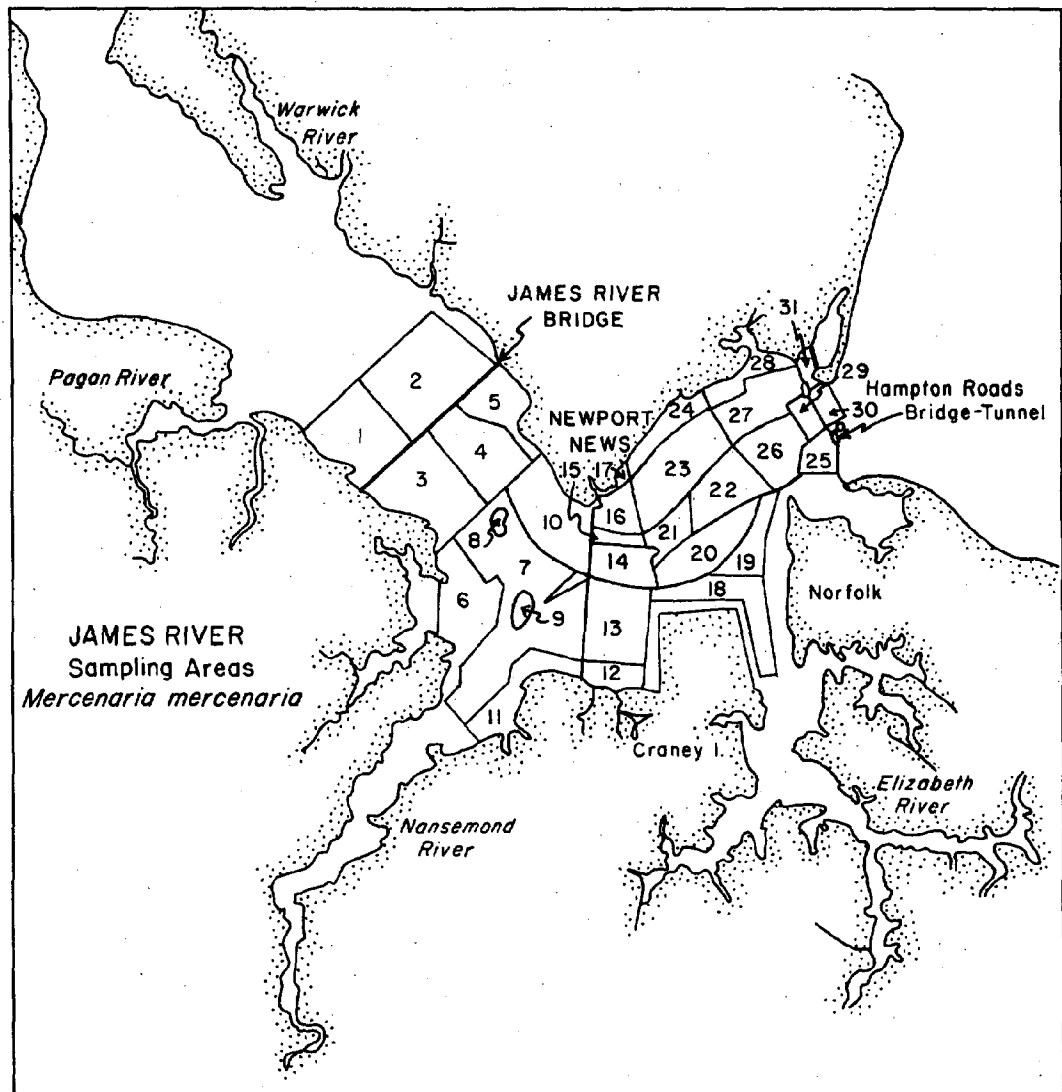 Warwick
River
JAMES RIVER
BRIDGE
Pagan River
31
2
28
29
5
NEWPORT
NEWS
24
27
Hampton Roads
Bridge-Tunnel
30
1
4
15
17
26
25
3
23
22
16
10
8
21
14
20
19
7
18
Norfolk
6
9
13
12
JAMES RIVER
Sampling Areas
Mercenaria mercenaria
11
Craney I.
Elizabeth
River
Nansemond
River